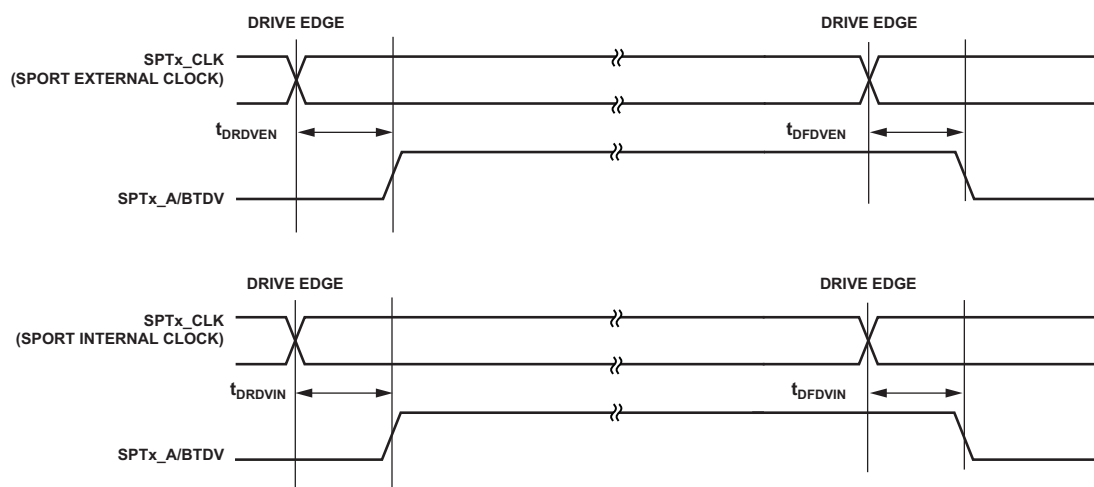 DRIVE EDGE DRIVE EDGE
SPTx_CLK
(SPORT EXTERNAL CLOCK)
tDRDVEN tDFDVEN
SPTx_A/BTDV
DRIVE EDGE DRIVE EDGE
SPTx_CLK
(SPORT INTERNAL CLOCK)
tDRDVIN tDFDVIN
SPTx_A/BTDV